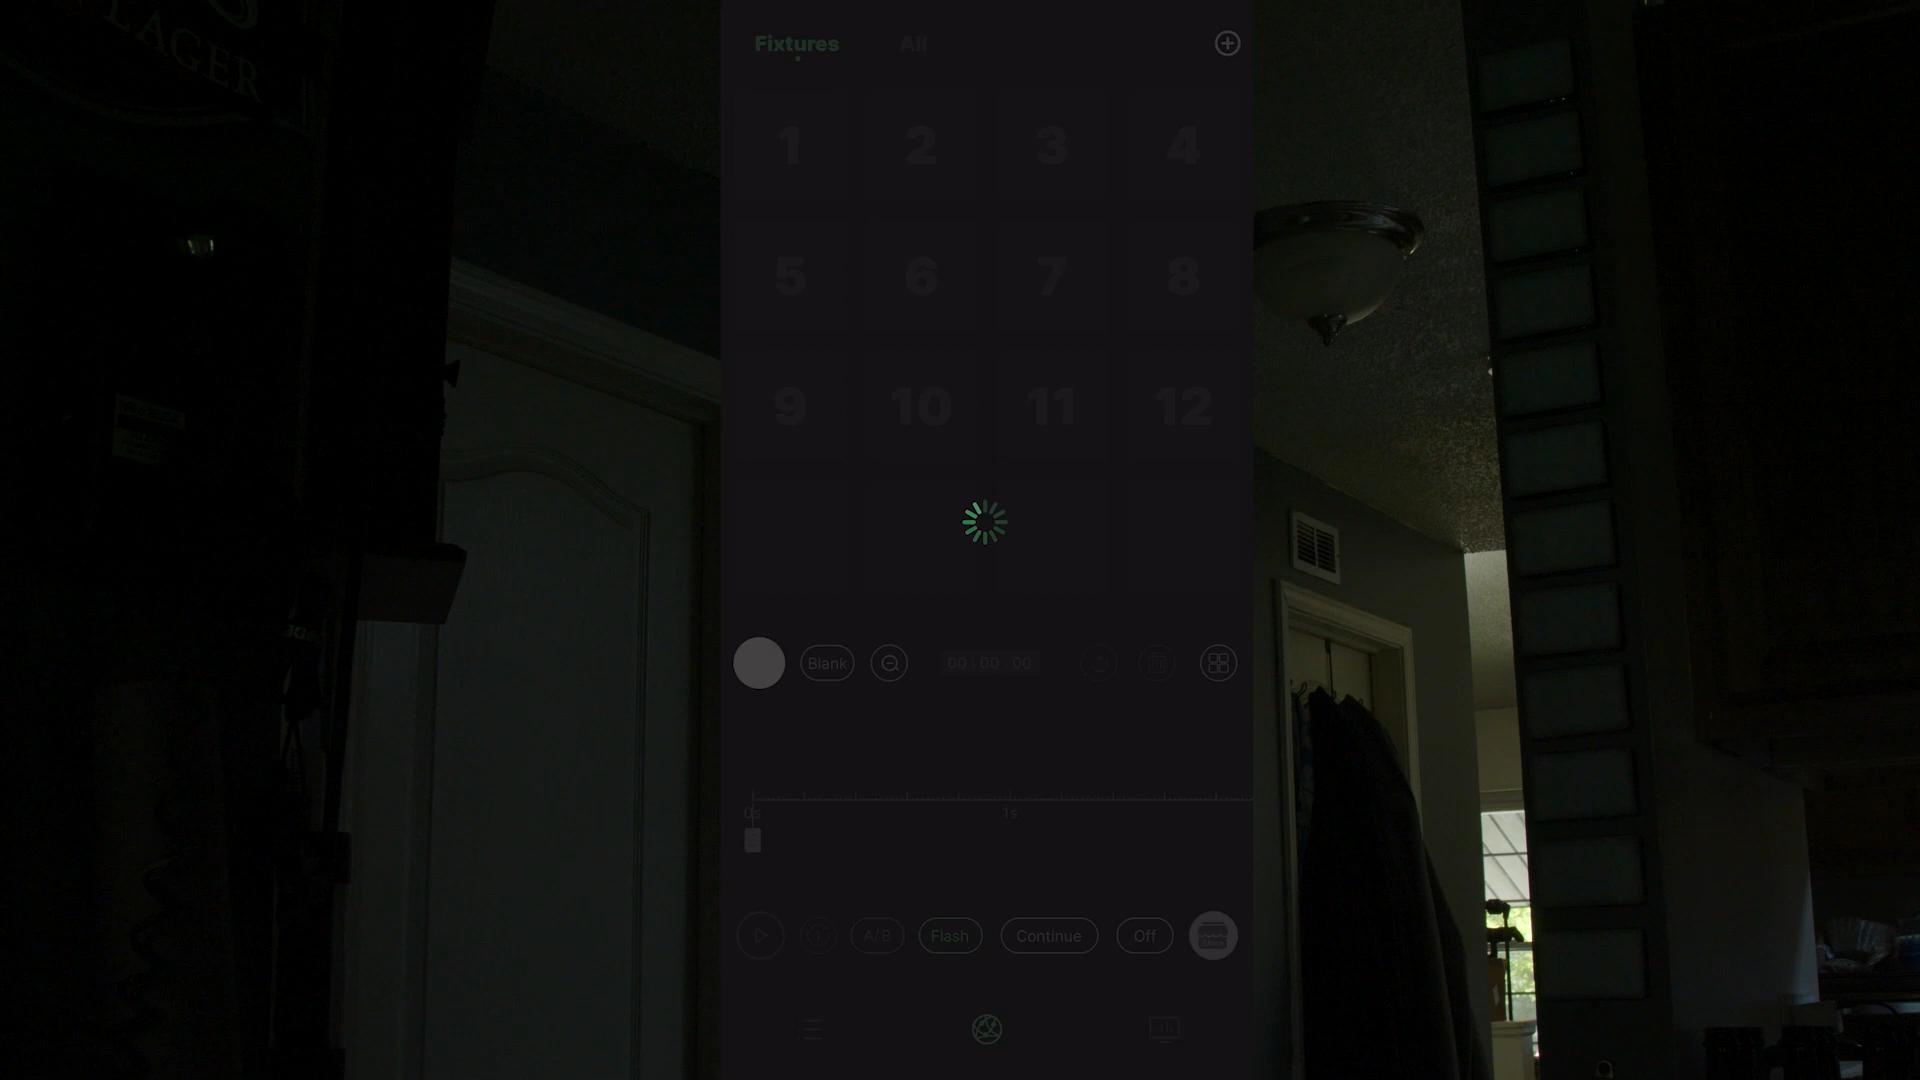 LAGER
Fixtures All
1 2 3 4
5 6 7 8
9 10 11 12
Blank 00:00 00
0s 1s
A/B Flash Continue Off